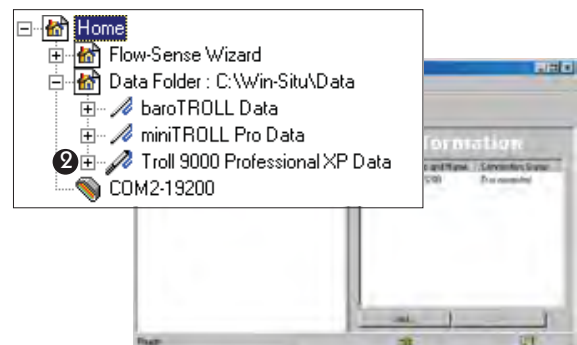 Home
Flow-Sense Wizard
Data Folder : C:\Win-Situ\Data
baroTROLL Data
miniTROLL Pro Data
2 Troll 9000 Professional XP Data
COM2-19200